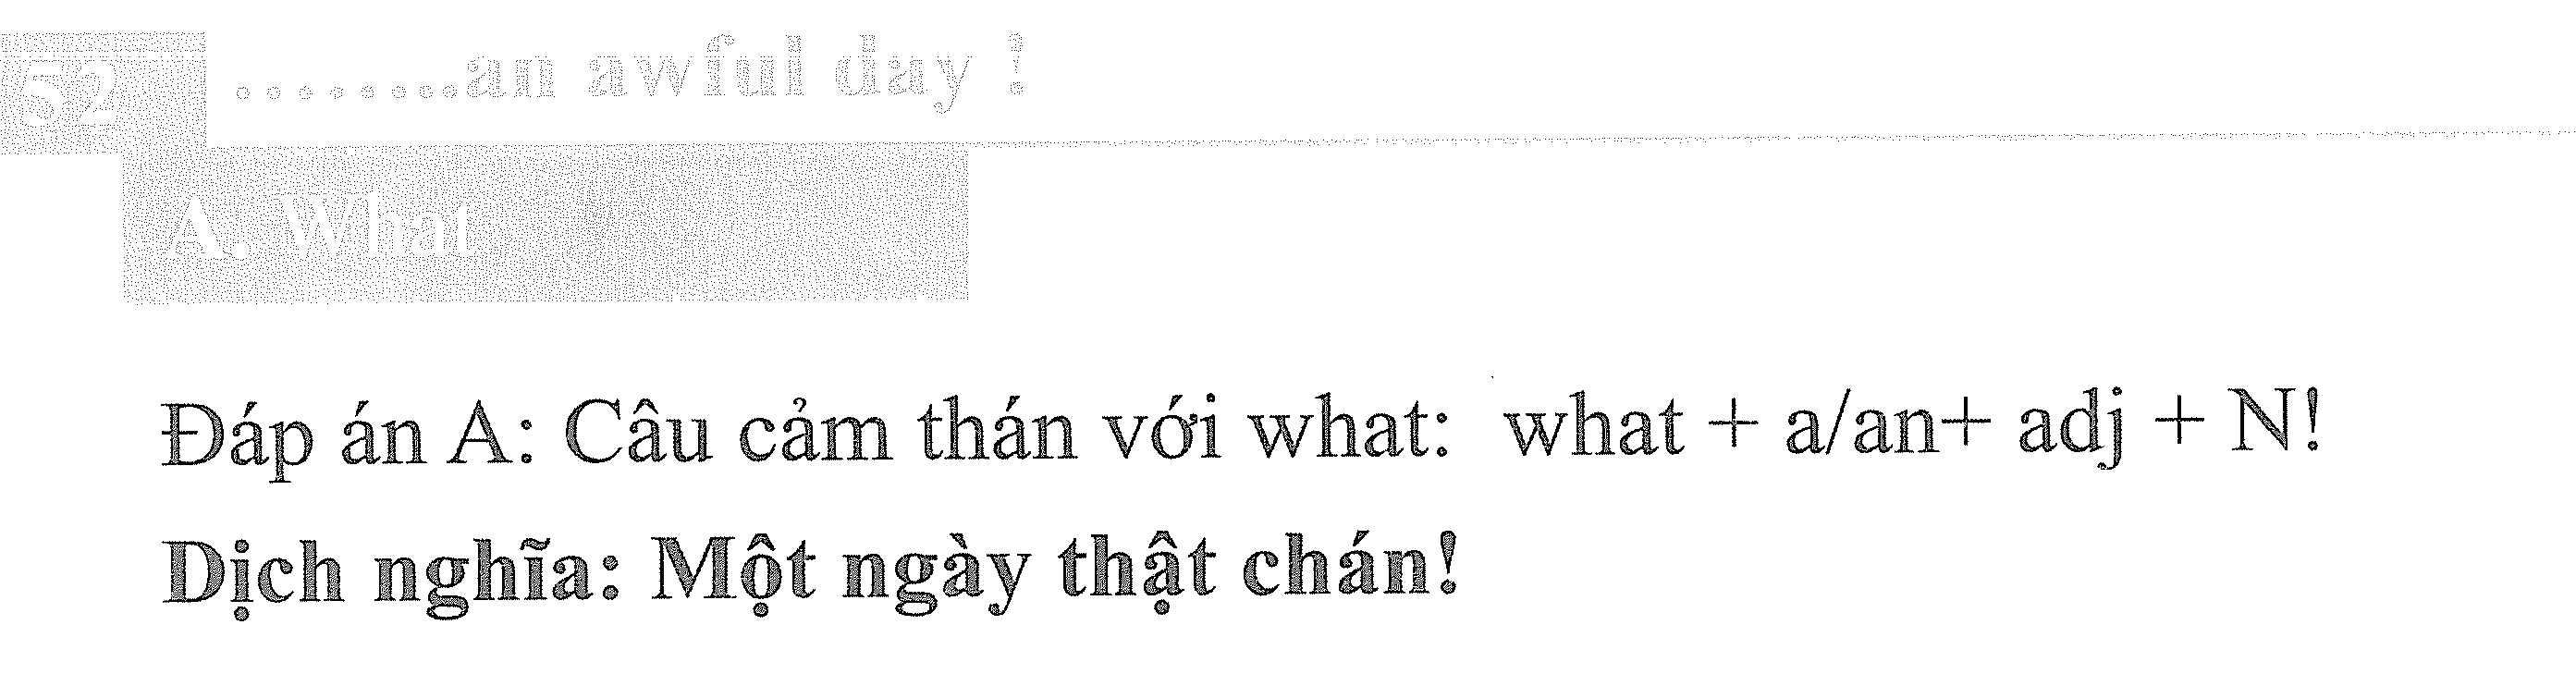 52 ........an awful day !
A. What
Đáp án A: Câu cảm thán với what: what + a/an+ adj + N!
Dịch nghĩa: Một ngày thật chán!